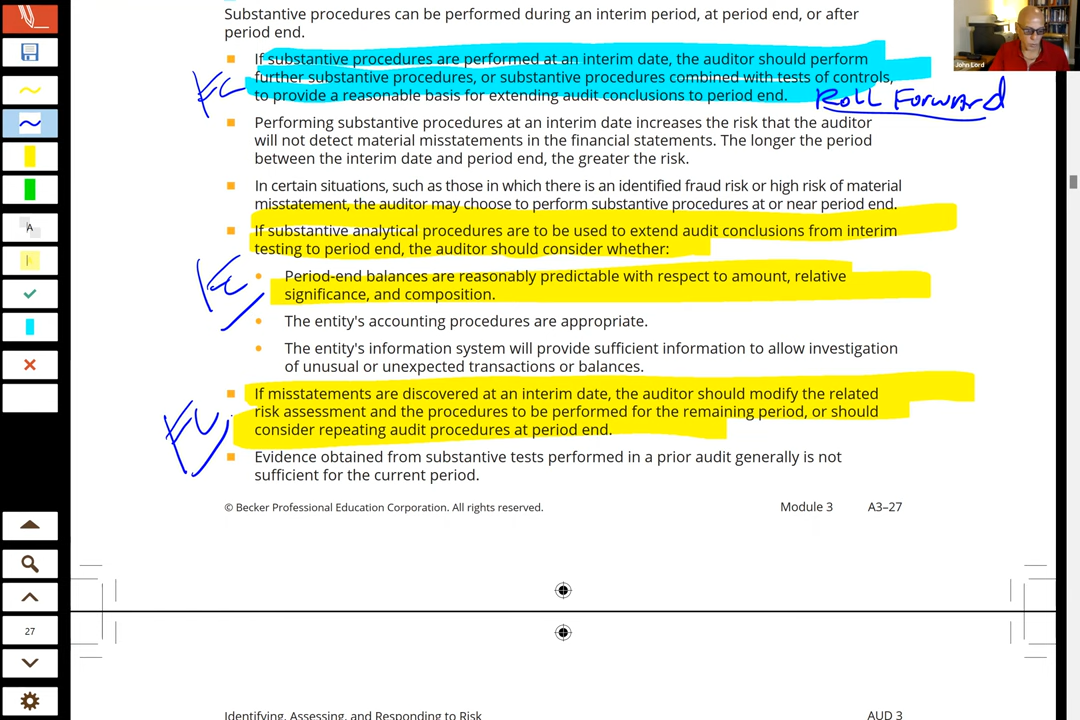 Substantive procedures can be performed during an interim period, at period end, or after
period end.
John Lord
If substantive procedures are performed at an interim date, the auditor should perform
further substantive procedures, or substantive procedures combined with tests of controls,
to provide a reasonable basis for extending audit conclusions to period end. Roll Forward
Performing substantive procedures at an interim date increases the risk that the auditor
will not detect material misstatements in the financial statements. The longer the period
between the interim date and period end, the greater the risk.
In certain situations, such as those in which there is an identified fraud risk or high risk of material
misstatement, the auditor may choose to perform substantive procedures at or near period end.
If substantive analytical procedures are to be used to extend audit conclusions from interim
testing to period end, the auditor should consider whether:
Period-end balances are reasonably predictable with respect to amount, relative
significance, and composition.
The entity's accounting procedures are appropriate.
The entity's information system will provide sufficient information to allow investigation
of unusual or unexpected transactions or balances.
If misstatements are discovered at an interim date, the auditor should modify the related
risk assessment and the procedures to be performed for the remaining period, or should
consider repeating audit procedures at period end.
Evidence obtained from substantive tests performed in a prior audit generally is not
sufficient for the current period.
© Becker Professional Education Corporation. All rights reserved. Module 3 A3–27
27
Identifying, Assessing, and Responding to Risk AUD 3